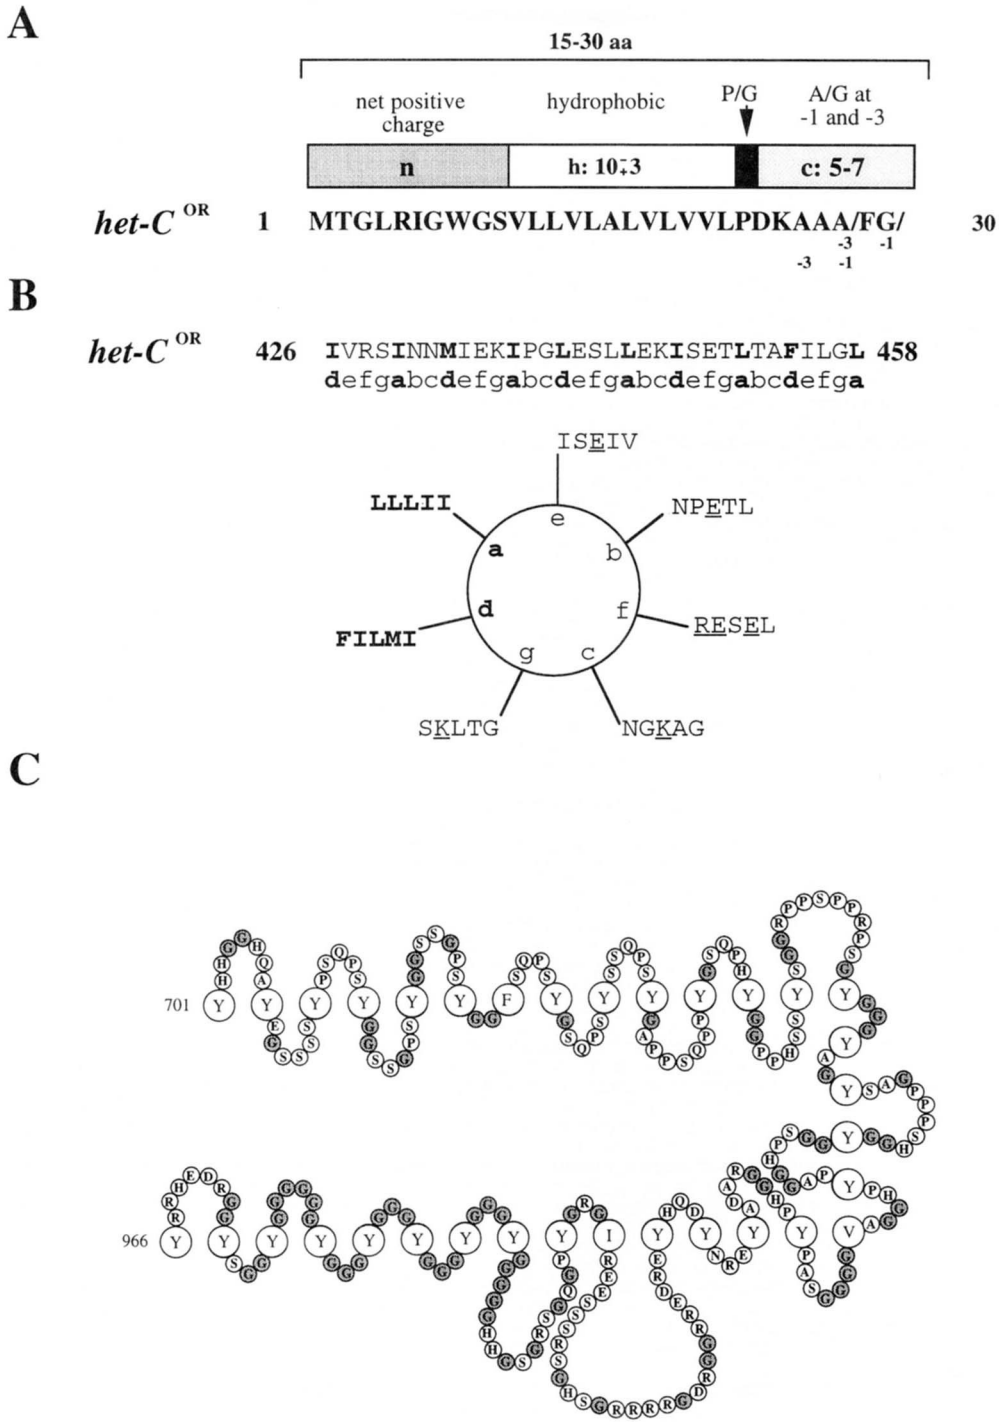 A
15-30 aa
net positive charge
hydrophobic
P/G
A/G at -1 and -3
n
h: 10∓3
c: 5-7
het-C OR 1 MTGLRIGWGSVLLVLALVLVVLPDKAAA/FG/ 30
-3 -1
-3 -1
B
het-C OR 426 IVRSINNMIEKIPGLESLLEKISETLTAFILGL 458
defgabcdefgabcdefgabcdefgabcdefga
ISEIV
LLLII
NPETL
e
a
b
d
f
FILMI
RESEL
g
c
SKLTG
NGKAG
C
701 YHHGGHQAYEGSSSSYPSQPSYGGSSGPSYGGSSGPSYGGFSQPSYGSQPSYSSQPSYGAPPSQPPYGSQPHYGGPPHSSYSGGRPPSPPRPSGYGGGYAGYSAGPPPSHGGYGGSPHGGAPYPHGGAVGGGGSAPYPHGGRADAYERNYDQHYERDERRGGRDGRRRRGSHGSRSSSEERIGRGYPGQGSRGSGHHGGGGGYGGGYGGGYGGGYGGGYGGGGGYGGSYGGRDEHRRY 966